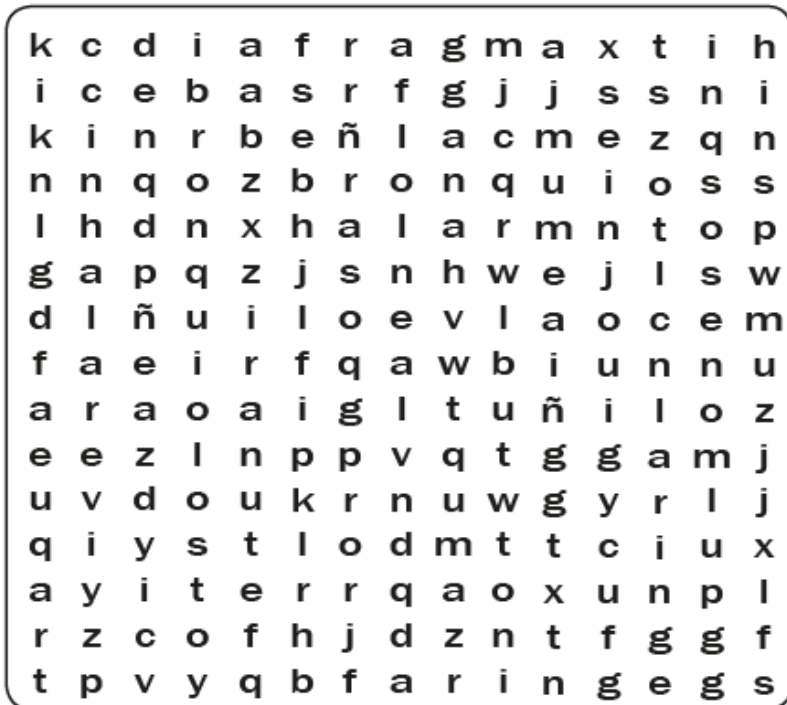 k c d i a f r a g m a x t i h
i c e b a s r f g j j s s n i
k i n r b e ñ l a c m e z q n
n n q o z b r o n q u i o s s
l h d n x h a l a r m n t o p
g a p q z j s n h w e j l s w
d l ñ u i l o e v l a o c e m
f a e i r f q a w b i u n n u
a r a o a i g l t u ñ i l o z
e e z l n p p v q t g g a m j
u v d o u k r n u w g y r l j
q i y s t l o d m t t c i u x
a y i t e r r q a o x u n p l
r z c o f h j d z n t f g g f
t p v y q b f a r i n g e g s